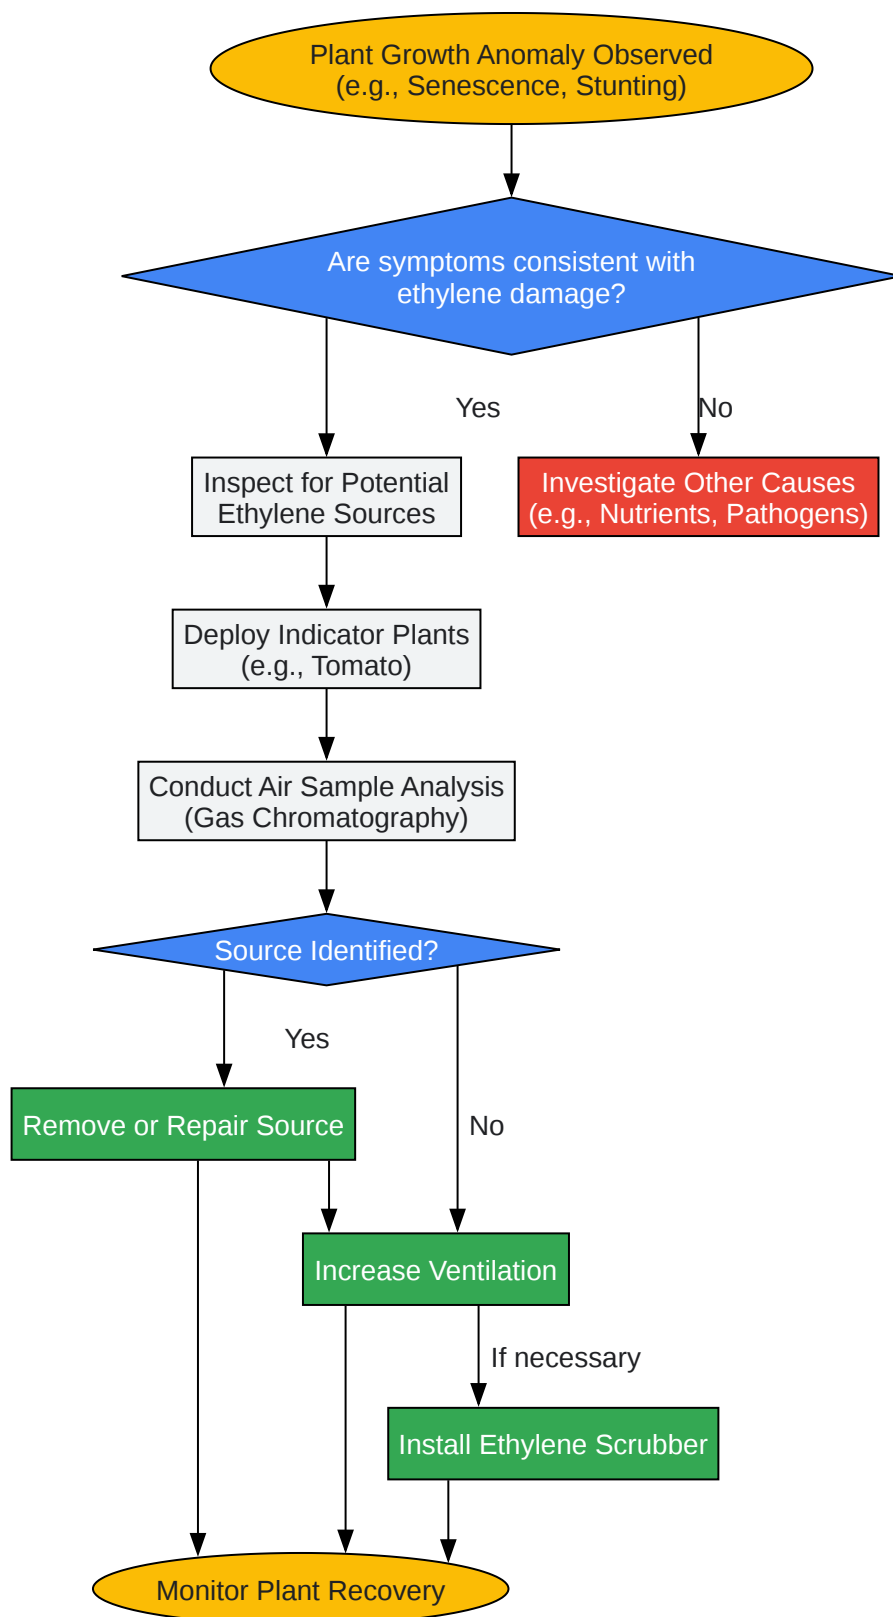 Plant Growth Anomaly Observed
(e.g., Senescence, Stunting)
Are symptoms consistent with
ethylene damage?
Yes
No
Inspect for Potential
Ethylene Sources
Investigate Other Causes
(e.g., Nutrients, Pathogens)
Deploy Indicator Plants
(e.g., Tomato)
Conduct Air Sample Analysis
(Gas Chromatography)
Source Identified?
Yes
Remove or Repair Source
No
Increase Ventilation
If necessary
Install Ethylene Scrubber
Monitor Plant Recovery